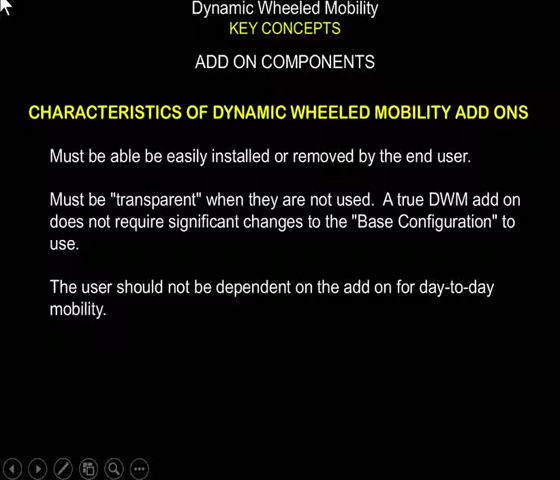 Dynamic Wheeled Mobility
KEY CONCEPTS
ADD ON COMPONENTS
CHARACTERISTICS OF DYNAMIC WHEELED MOBILITY ADD ONS
Must be able be easily installed or removed by the end user.
Must be "transparent" when they are not used. A true DWM add on
does not require significant changes to the "Base Configuration" to
use.
The user should not be dependent on the add on for day-to-day
mobility.